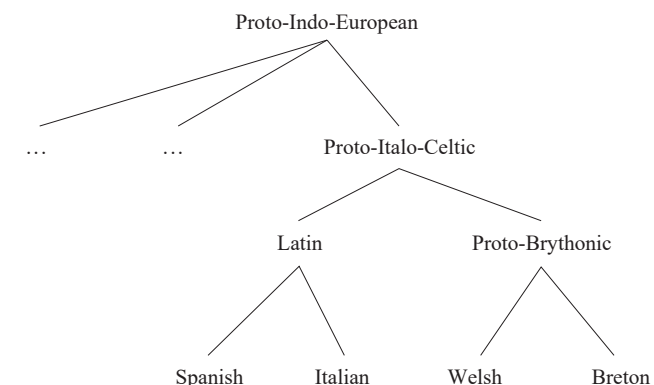 Proto-Indo-European
… … Proto-Italo-Celtic
Latin Proto-Brythonic
Spanish Italian Welsh Breton